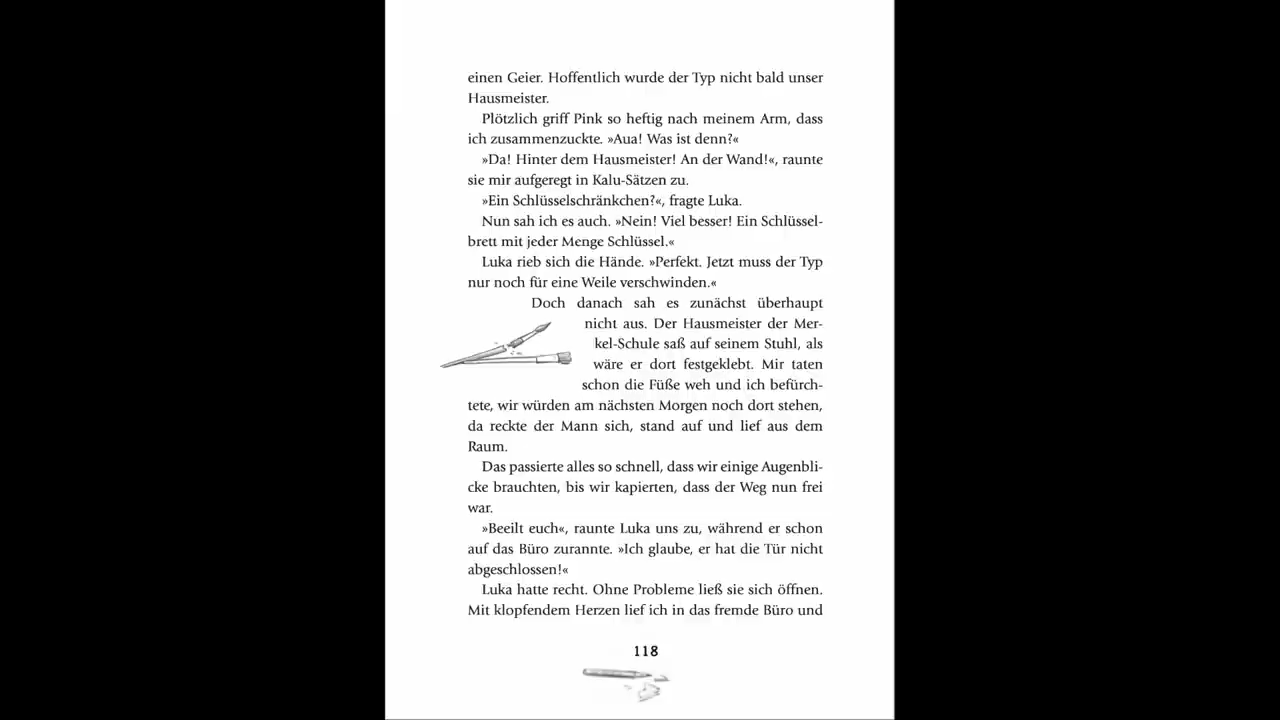 einen Geier. Hoffentlich wurde der Typ nicht bald unser
Hausmeister.
Plötzlich griff Pink so heftig nach meinem Arm, dass
ich zusammenzuckte. »Aua! Was ist denn?«
»Da! Hinter dem Hausmeister! An der Wand!«, raunte
sie mir aufgeregt in Kalu-Sätzen zu.
»Ein Schlüsselschränkchen?«, fragte Luka.
Nun sah ich es auch. »Nein! Viel besser! Ein Schlüssel-
brett mit jeder Menge Schlüssel.«
Luka rieb sich die Hände. »Perfekt. Jetzt muss der Typ
nur noch für eine Weile verschwinden.«
Doch danach sah es zunächst überhaupt
nicht aus. Der Hausmeister der Mer-
kel-Schule saß auf seinem Stuhl, als
wäre er dort festgeklebt. Mir taten
schon die Füße weh und ich befürch-
tete, wir würden am nächsten Morgen noch dort stehen,
da reckte der Mann sich, stand auf und lief aus dem
Raum.
Das passierte alles so schnell, dass wir einige Augenbli-
cke brauchten, bis wir kapierten, dass der Weg nun frei
war.
»Beeilt euch«, raunte Luka uns zu, während er schon
auf das Büro zurannte. »Ich glaube, er hat die Tür nicht
abgeschlossen!«
Luka hatte recht. Ohne Probleme ließ sie sich öffnen.
Mit klopfendem Herzen lief ich in das fremde Büro und
118